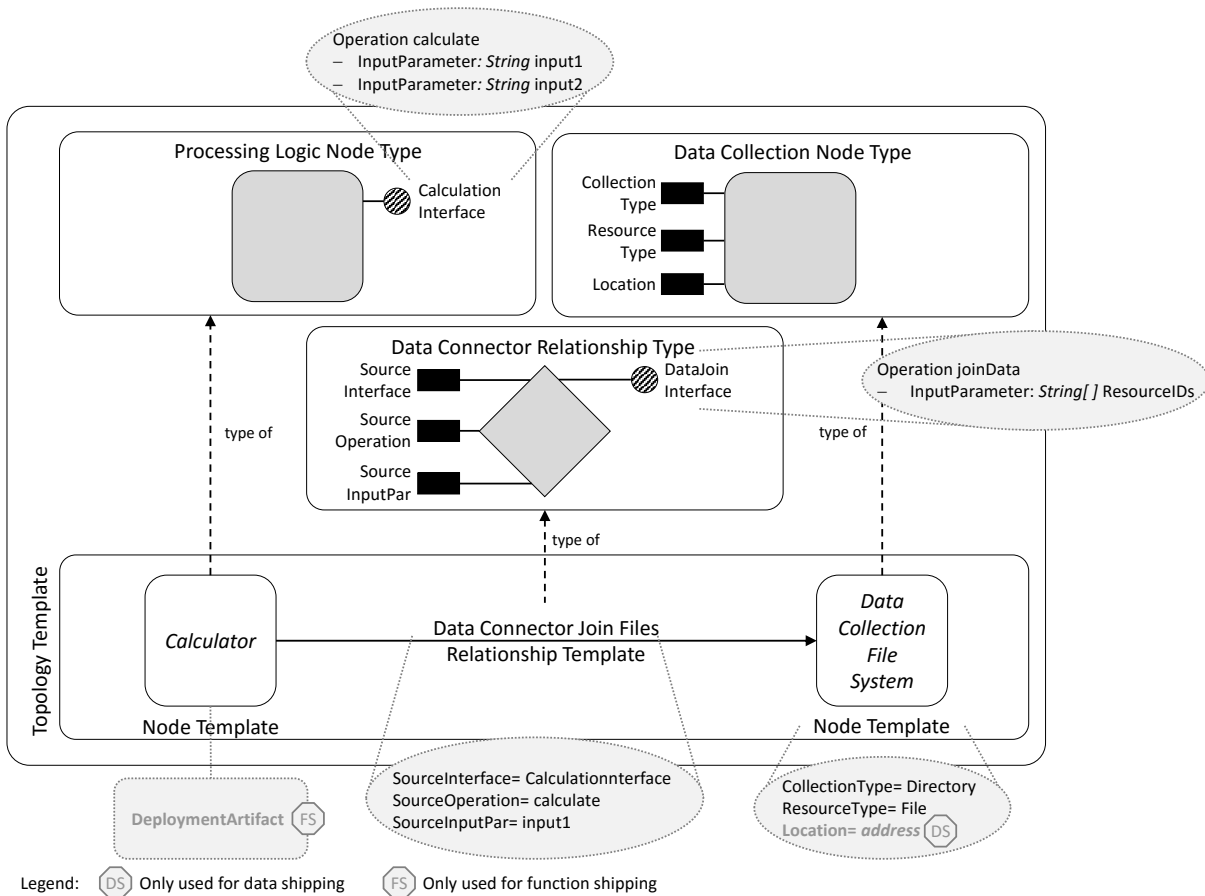 Operation calculate
– InputParameter: String input1
– InputParameter: String input2
Processing Logic Node Type
Calculation
Interface
Data Collection Node Type
Collection
Type
Resource
Type
Location
Data Connector Relationship Type
Source
Interface
Source
Operation
Source
InputPar
DataJoin
Interface
Operation joinData
– InputParameter: String[ ] ResourceIDs
type of
type of
type of
Topology Template
Calculator
Node Template
Data Connector Join Files
Relationship Template
Data
Collection
File
System
Node Template
DeploymentArtifact FS
SourceInterface= Calculationnterface
SourceOperation= calculate
SourceInputPar= input1
CollectionType= Directory
ResourceType= File
Location= address DS
Legend: DS Only used for data shipping FS Only used for function shipping